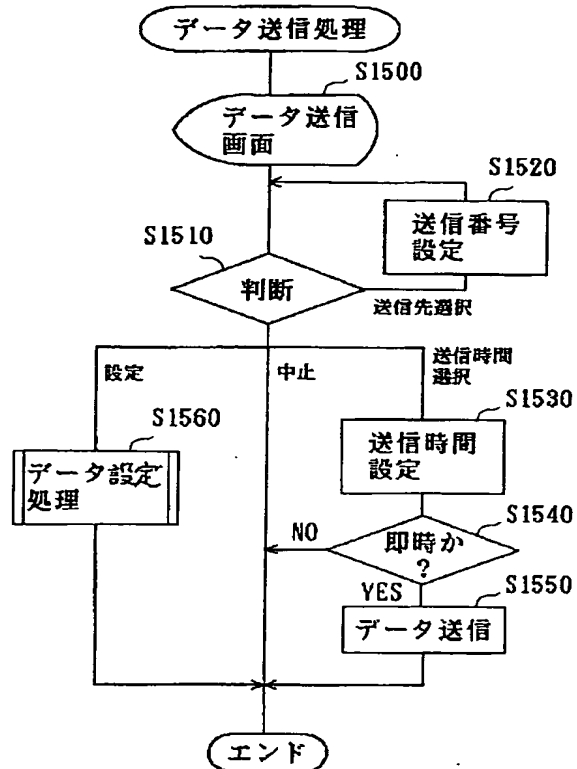 データ送信処理
S1500
データ送信
画面
S1520
送信番号
設定
S1510
判断
送信先選択
設定
中止
送信時間
選択
S1560
データ設定
処理
S1530
送信時間
設定
S1540
即時か
?
NO
YES
S1550
データ送信
エンド